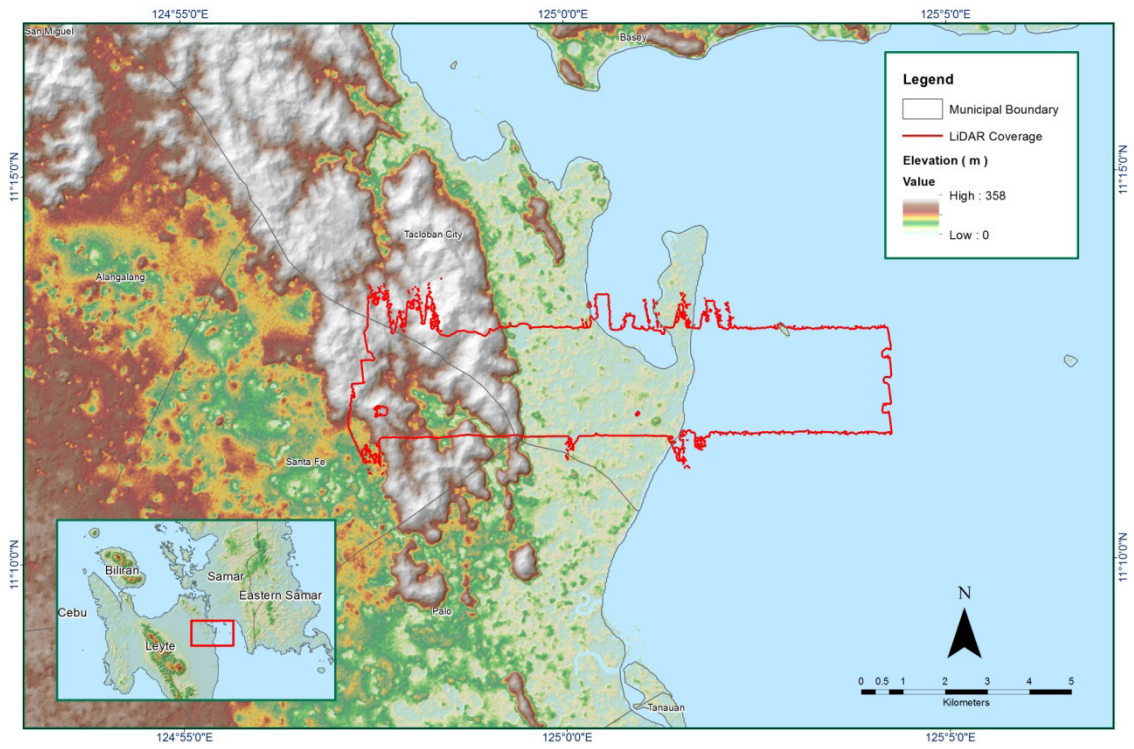 124°55'0"E
125°0'0"E
125°5'0"E
San Miguel
Basey
Legend
Municipal Boundary
LiDAR Coverage
Elevation ( m )
Value
High : 358
Low : 0
11°15'0"N
11°15'0"N
Tacloban City
Alangalang
Santa Fe
11°10'0"N
11°10'0"N
Biliran
Samar
Eastern Samar
Cebu
Leyte
Palo
Tanauan
N
0 0.5 1 2 3 4 5
Kilometers
124°55'0"E
125°0'0"E
125°5'0"E